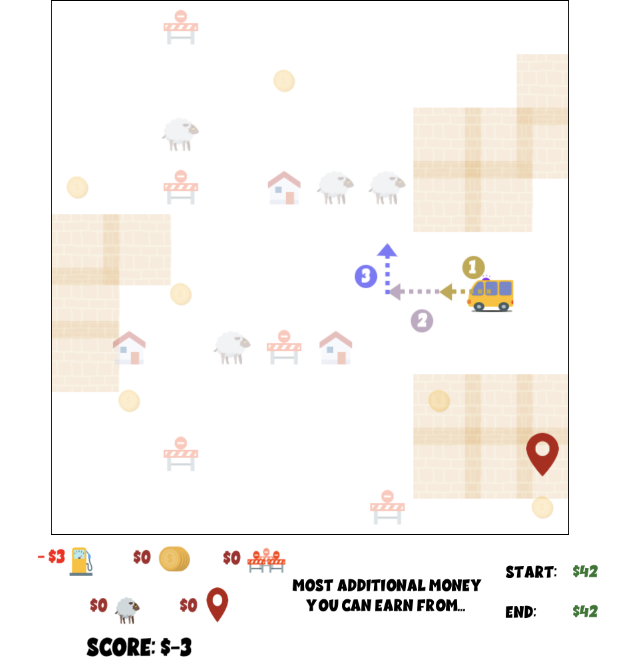 1
3
2
- $3
$0
$0
$0
$0
SCORE: $-3
MOST ADDITIONAL MONEY
YOU CAN EARN FROM...
START: $42
END: $42